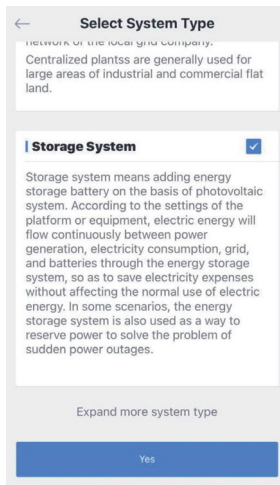 Select System Type
network of the local grid company.
Centralized plantss are generally used for
large areas of industrial and commercial flat
land.
Storage System
Storage system means adding energy
storage battery on the basis of photovoltaic
system. According to the settings of the
platform or equipment, electric energy will
flow continuously between power
generation, electricity consumption, grid,
and batteries through the energy storage
system, so as to save electricity expenses
without affecting the normal use of electric
energy. In some scenarios, the energy
storage system is also used as a way to
reserve power to solve the problem of
sudden power outages.
Expand more system type
Yes